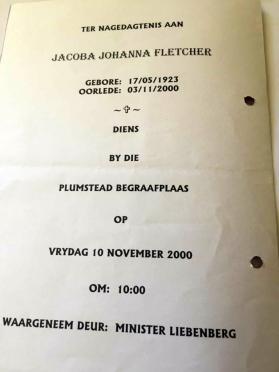 TER NAGEDAGTENIS AAN
JACOBA JOHANNA FLETCHER
GEBORE: 17/05/1923
OORLEDE: 03/11/2000
~✞~
DIENS
BY DIE
PLUMSTEAD BEGRAAFPLAAS
OP
VRYDAG 10 NOVEMBER 2000
OM: 10:00
WAARGENEEM DEUR: MINISTER LIEBENBERG